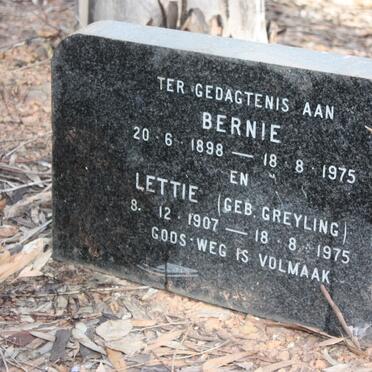 TER GEDAGTENIS AAN
BERNIE
20·6·1898 — 18·8·1975
EN
LETTIE (GEB. GREYLING)
8·12·1907 — 18·8·1975
GODS WEG IS VOLMAAK